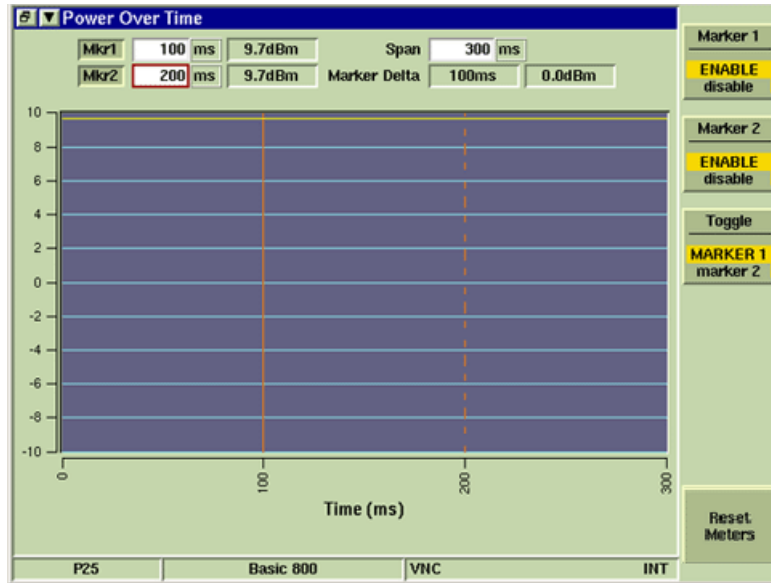 Power Over Time
Mkr1 100 ms 9.7dBm Span 300 ms
Mkr2 200 ms 9.7dBm Marker Delta 100ms 0.0dBm
10
8
6
4
2
0
-2
-4
-6
-8
-10
0 100 200 300
Time (ms)
P25 Basic 800 VNC INT
Marker 1
ENABLE
disable
Marker 2
ENABLE
disable
Toggle
MARKER 1
marker 2
Reset
Meters